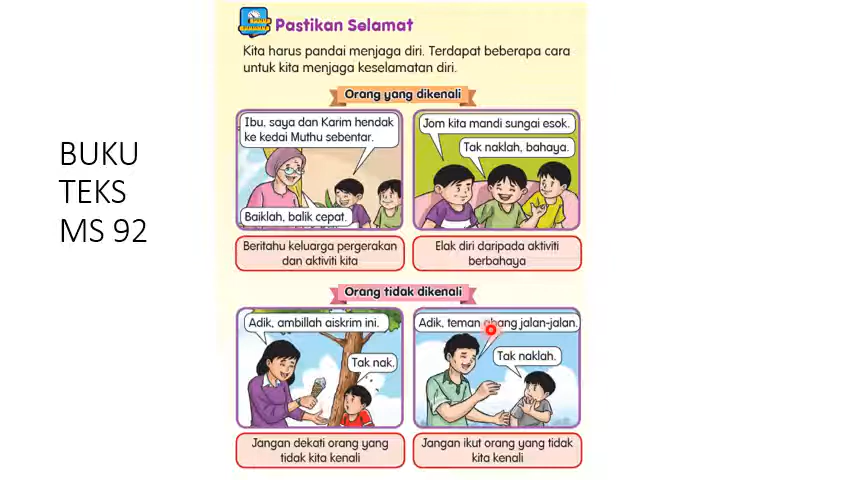 BUKU
TEKS
MS 92
Pastikan Selamat
Kita harus pandai menjaga diri. Terdapat beberapa cara
untuk kita menjaga keselamatan diri.
Orang yang dikenali
Ibu, saya dan Karim hendak
ke kedai Muthu sebentar.
Baiklah, balik cepat.
Jom kita mandi sungai esok.
Tak naklah, bahaya.
Beritahu keluarga pergerakan
dan aktiviti kita
Elak diri daripada aktiviti
berbahaya
Orang tidak dikenali
Adik, ambillah aiskrim ini.
Tak nak.
Adik, teman abang jalan-jalan.
Tak naklah.
Jangan dekati orang yang
tidak kita kenali
Jangan ikut orang yang tidak
kita kenali